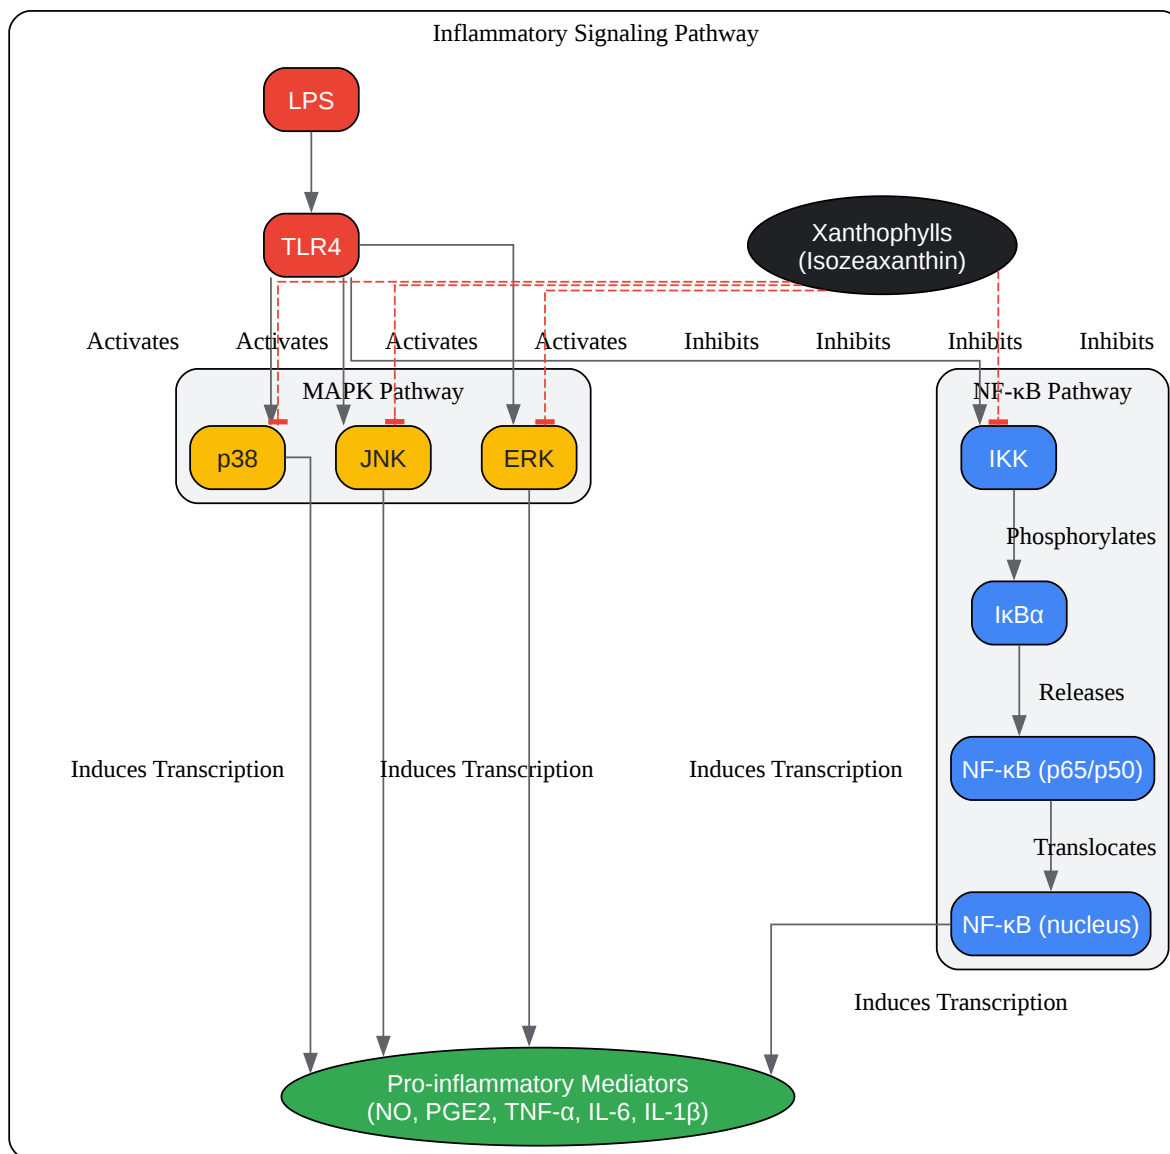 Inflammatory Signaling Pathway
LPS
TLR4
Xanthophylls
(Isozeaxanthin)
Activates
Activates
Activates
Activates
Inhibits
Inhibits
Inhibits
Inhibits
MAPK Pathway
NF-κB Pathway
p38
JNK
ERK
IKK
Phosphorylates
IκBα
Releases
NF-κB (p65/p50)
Induces Transcription
Induces Transcription
Induces Transcription
Translocates
NF-κB (nucleus)
Induces Transcription
Pro-inflammatory Mediators
(NO, PGE2, TNF-α, IL-6, IL-1β)